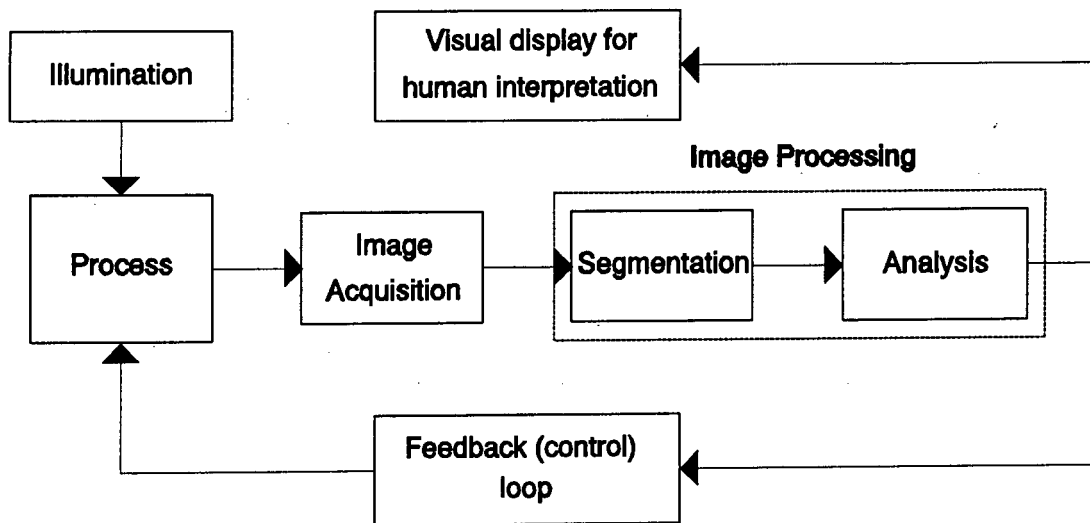 Illumination
Visual display for
human interpretation
Image Processing
Process
Image
Acquisition
Segmentation
Analysis
Feedback (control)
loop